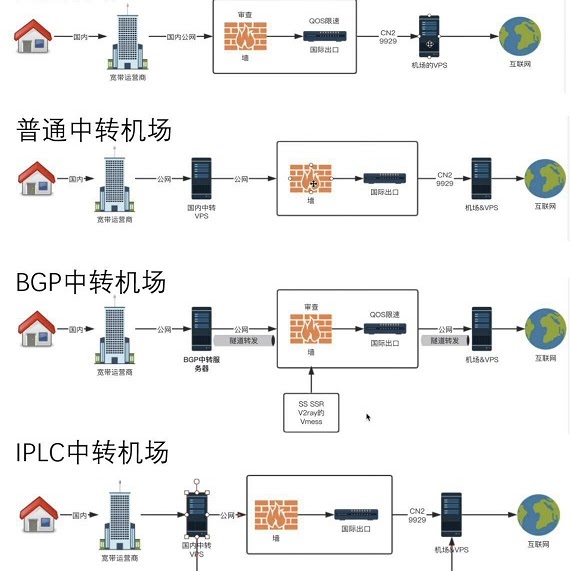 审查
QOS限速
国内
国内公网
CN2
9929
墙
国际出口
宽带运营商
机场的VPS
互联网
普通中转机场
国内
公网
公网
CN2
9929
国际出口
墙
宽带运营商
国内中转
VPS
机场&VPS
互联网
BGP中转机场
审查
QOS限速
国内
公网
公网
公网
隧道转发
隧道转发
国际出口
墙
宽带运营商
BGP中转服
务器
机场&VPS
互联网
SS SSR
V2ray的
Vmess
IPLC中转机场
国内
公网
CN2
9929
国际出口
墙
宽带运营商
国内中转
VPS
机场&VPS
互联网